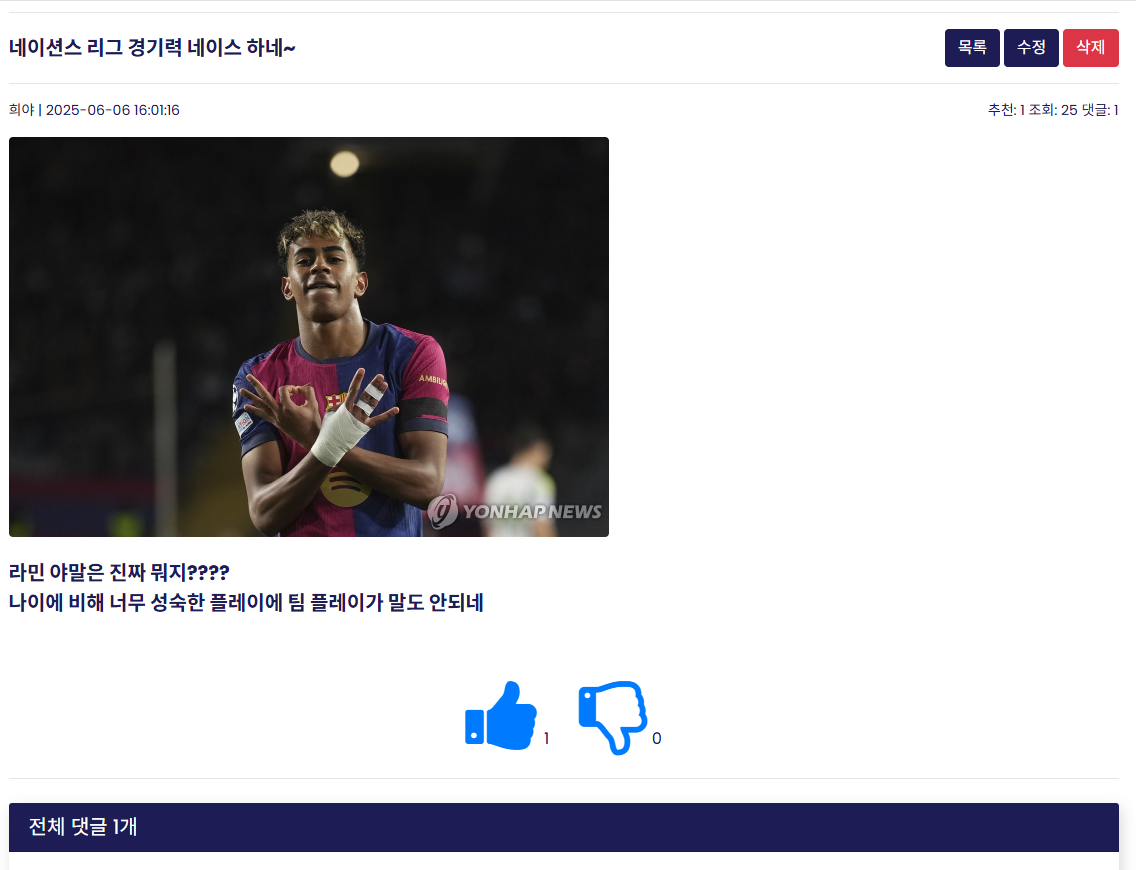 네이션스 리그 경기력 네이스 하네~
목록 수정 삭제
희야 | 2025-06-06 16:01:16
추천: 1 조회: 25 댓글: 1
AMBILIG
YONHAP NEWS
라민 야말은 진짜 뭐지????
나이에 비해 너무 성숙한 플레이에 팀 플레이가 말도 안되네
1
0
전체 댓글 1개